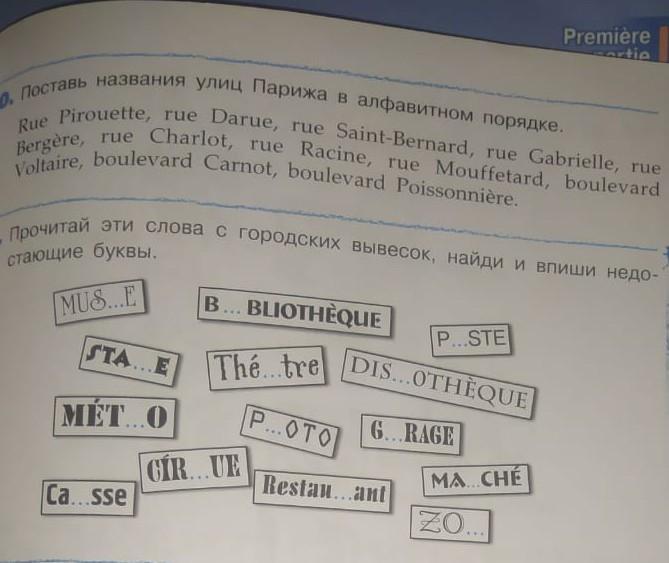 Première
partie
0. Поставь названия улиц Парижа в алфавитном порядке.
Rue Pirouette, rue Darue, rue Saint-Bernard, rue Gabrielle, rue
Bergère, rue Charlot, rue Racine, rue Mouffetard, boulevard
Voltaire, boulevard Carnot, boulevard Poissonnière.
Прочитай эти слова с городских вывесок, найди и впиши недо-
стающие буквы.
MUS...E
B... BLIOTHÈQUE
P...STE
STA...E
Thé...tre
DIS...OTHÈQUE
MÉT...O
P...OTO
G...RAGE
CÍR...UE
MA...CHÉ
Ca...sse
Restau...ant
ZO...